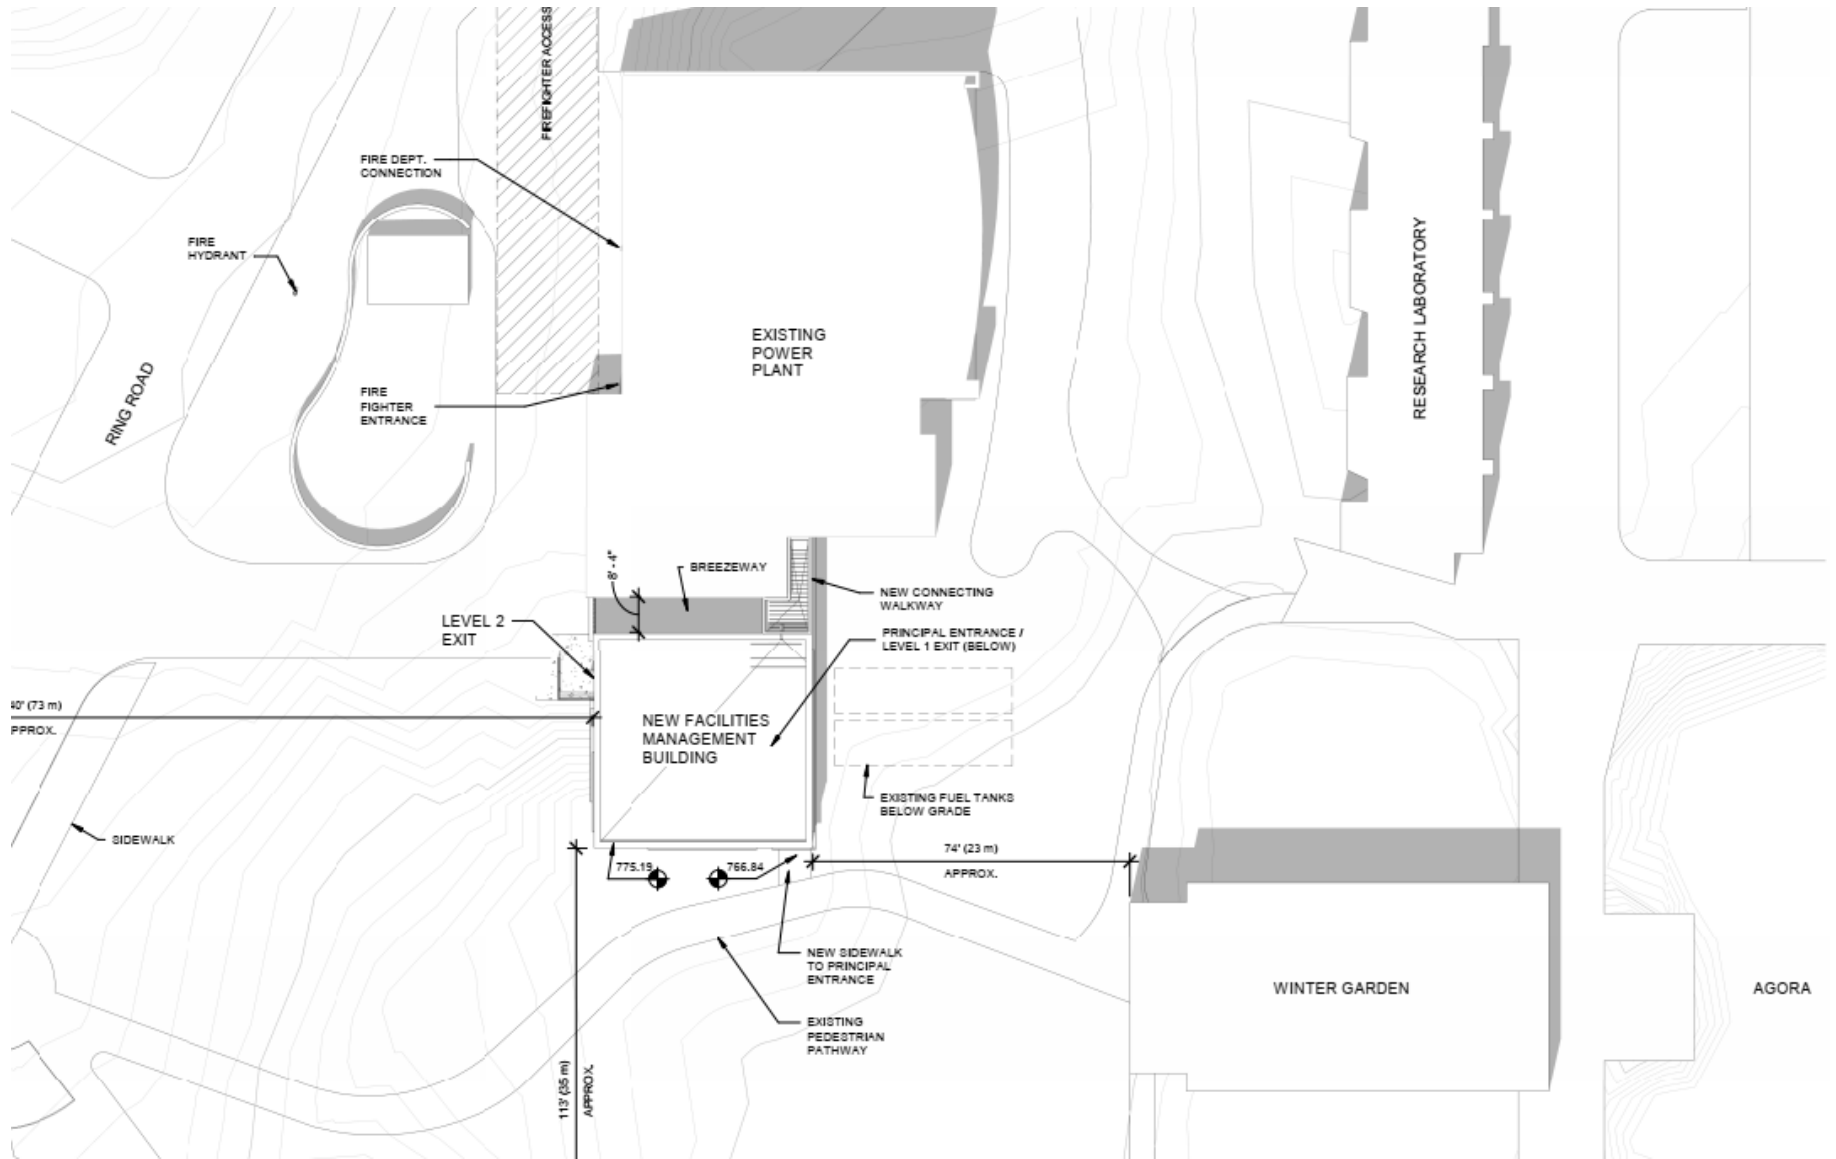 FIREFIGHTER ACCESS
FIRE DEPT.
CONNECTION
FIRE
HYDRANT
EXISTING
POWER
PLANT
RESEARCH LABORATORY
RING ROAD
FIRE
FIGHTER
ENTRANCE
8' - 4"
BREEZEWAY
NEW CONNECTING
WALKWAY
LEVEL 2
EXIT
PRINCIPAL ENTRANCE /
LEVEL 1 EXIT (BELOW)
40' (73 m)
PPROX.
NEW FACILITIES
MANAGEMENT
BUILDING
EXISTING FUEL TANKS
BELOW GRADE
SIDEWALK
74' (23 m)
APPROX.
775.19
766.84
NEW SIDEWALK
TO PRINCIPAL
ENTRANCE
WINTER GARDEN
AGORA
EXISTING
PEDESTRIAN
PATHWAY
113' (35 m)
APPROX.